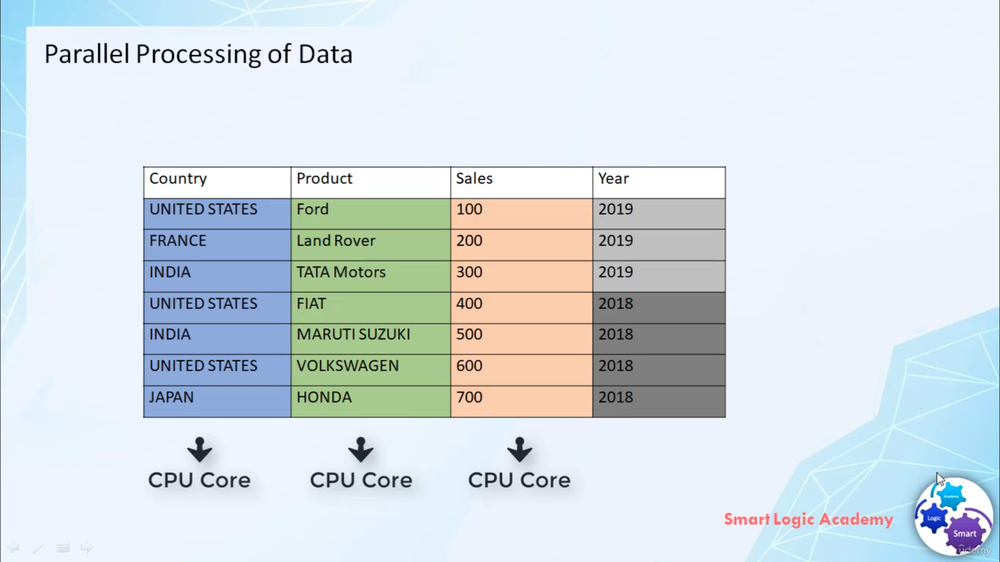 Parallel Processing of Data
Country Product Sales Year
UNITED STATES Ford 100 2019
FRANCE Land Rover 200 2019
INDIA TATA Motors 300 2019
UNITED STATES FIAT 400 2018
INDIA MARUTI SUZUKI 500 2018
UNITED STATES VOLKSWAGEN 600 2018
JAPAN HONDA 700 2018
CPU Core CPU Core CPU Core
Smart Logic Academy
Academy
Logic
Smart
ûdemy